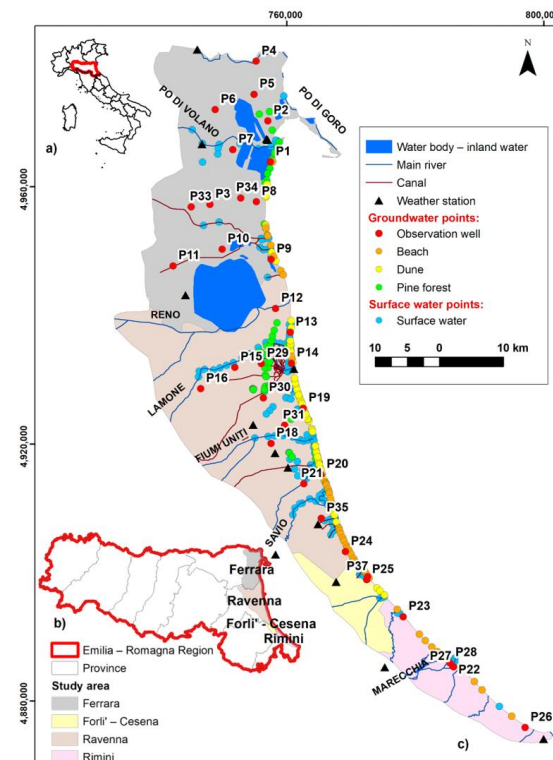 760,000
800,000
N
4,960,000
4,920,000
4,880,000
a)
P4
P5
P6
P2
PO DI VOLANO
PO DI GORO
P7
P1
P33
P3
P34
P8
P10
P9
P11
P12
RENO
P13
P15
P29
P14
P16
P30
LAMONE
P19
P31
P18
FIUMI UNITI
P20
P21
P35
SAVIO
P24
P37
P25
P23
P27
P28
P22
MARECCHIA
P26
c)
Water body – inland water
Main river
Canal
Weather station
Groundwater points:
Observation well
Beach
Dune
Pine forest
Surface water points:
Surface water
10 5 0 10 km
Ferrara
Ravenna
Forli' - Cesena
Rimini
b)
Emilia – Romagna Region
Province
Study area
Ferrara
Forli' – Cesena
Ravenna
Rimini